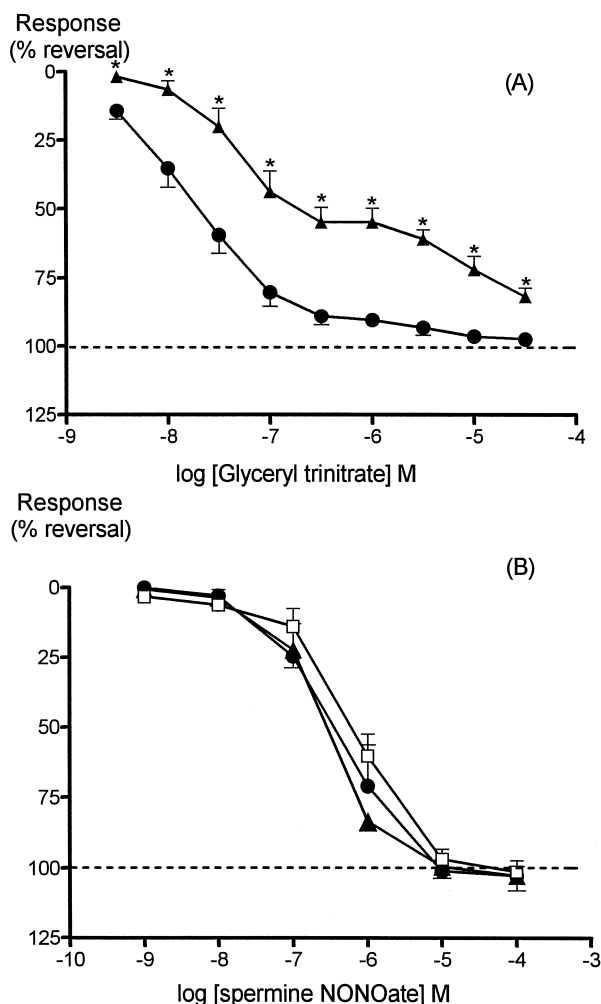 Response
(% reversal)
(A)
0
* * * * * * * * *
25
50
75
100
125
-9 -8 -7 -6 -5 -4
log [Glyceryl trinitrate] M
Response
(% reversal)
(B)
0
25
50
75
100
125
-10 -9 -8 -7 -6 -5 -4 -3
log [spermine NONOate] M